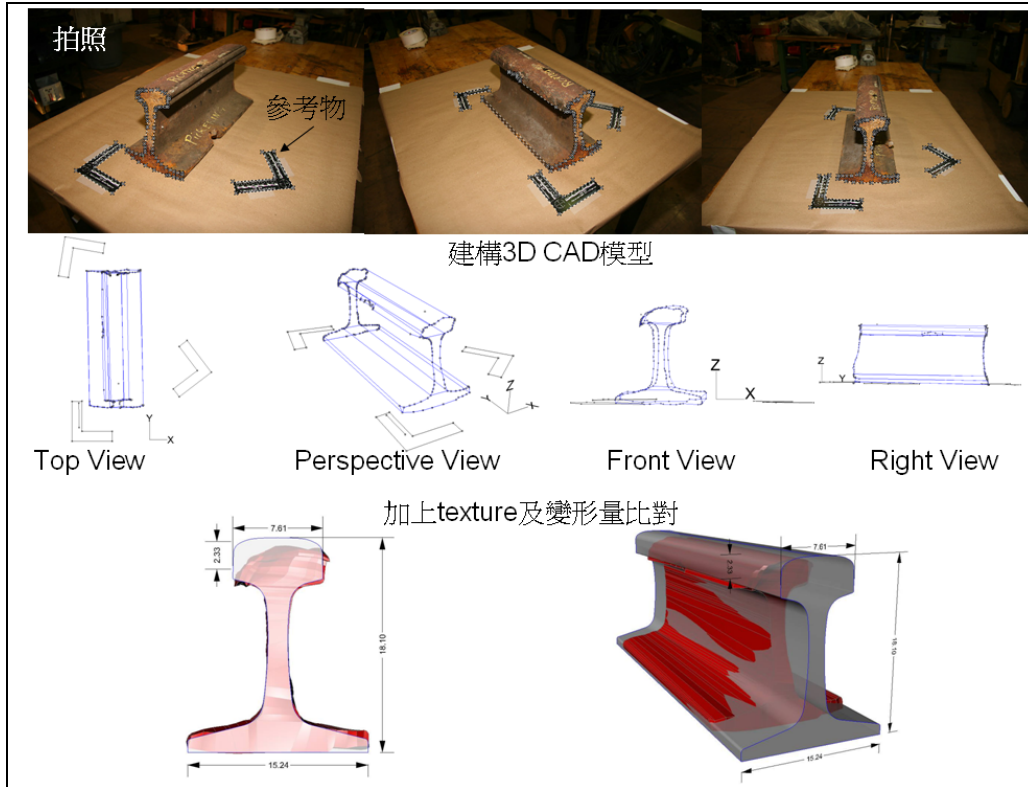 拍照
參考物
建構3D CAD模型
Z
Y
X
Y
X
Z
X
Z
Y
Top View
Perspective View
Front View
Right View
加上texture及變形量比對
7.61
2.33
18.10
15.24
7.61
2.33
18.10
15.24